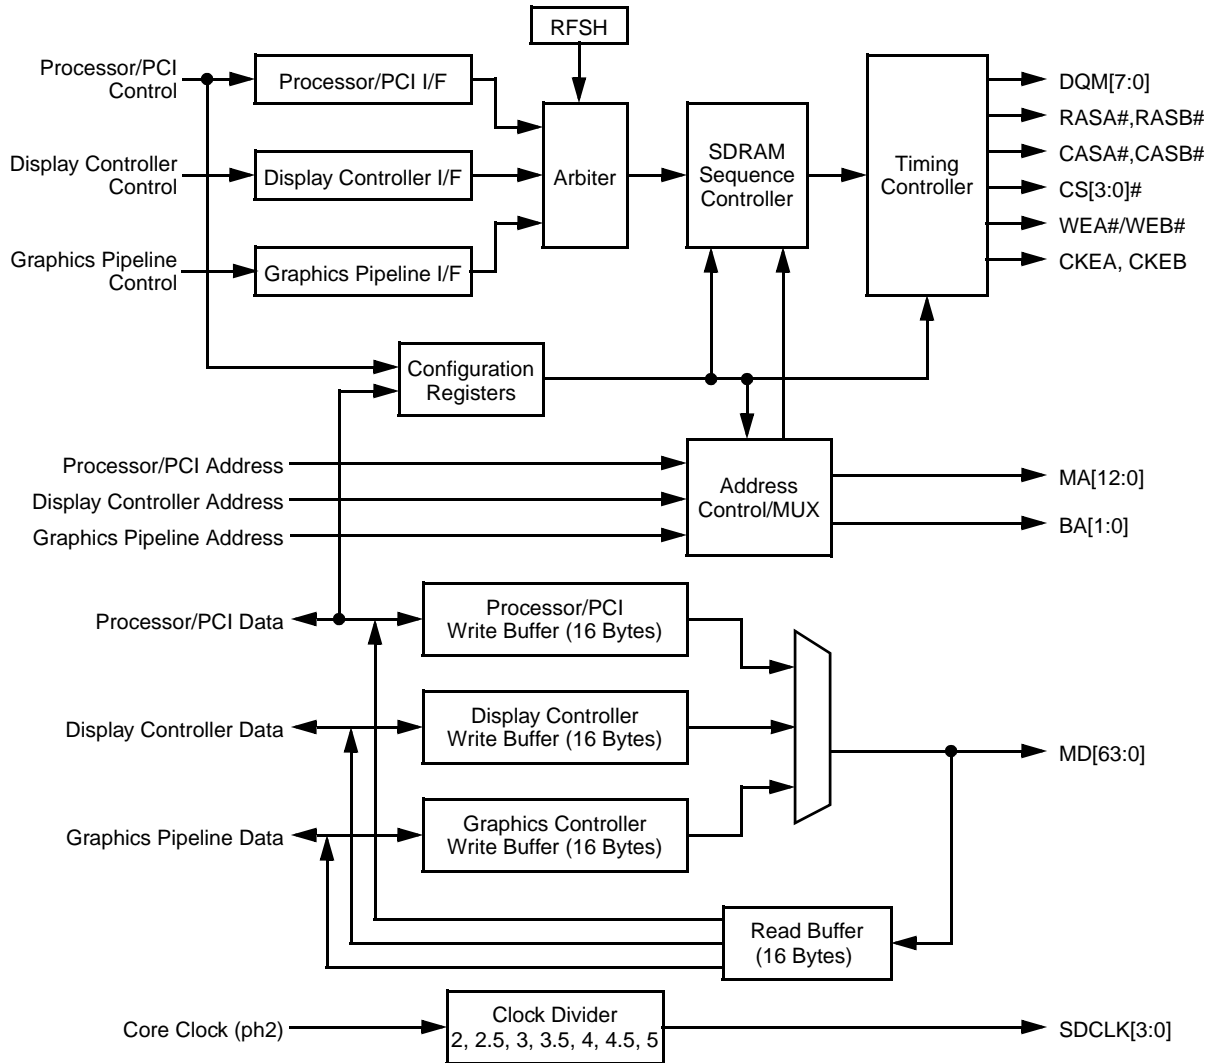 RFSH
Processor/PCI
Control
Processor/PCI I/F
Display Controller
Control
Display Controller I/F
Graphics Pipeline
Control
Graphics Pipeline I/F
Arbiter
SDRAM
Sequence
Controller
Timing
Controller
DQM[7:0]
RASA#,RASB#
CASA#,CASB#
CS[3:0]#
WEA#/WEB#
CKEA, CKEB
Configuration
Registers
Processor/PCI Address
Display Controller Address
Graphics Pipeline Address
Address
Control/MUX
MA[12:0]
BA[1:0]
Processor/PCI Data
Processor/PCI
Write Buffer (16 Bytes)
Display Controller Data
Display Controller
Write Buffer (16 Bytes)
MD[63:0]
Graphics Pipeline Data
Graphics Controller
Write Buffer (16 Bytes)
Read Buffer
(16 Bytes)
Core Clock (ph2)
Clock Divider
2, 2.5, 3, 3.5, 4, 4.5, 5
SDCLK[3:0]